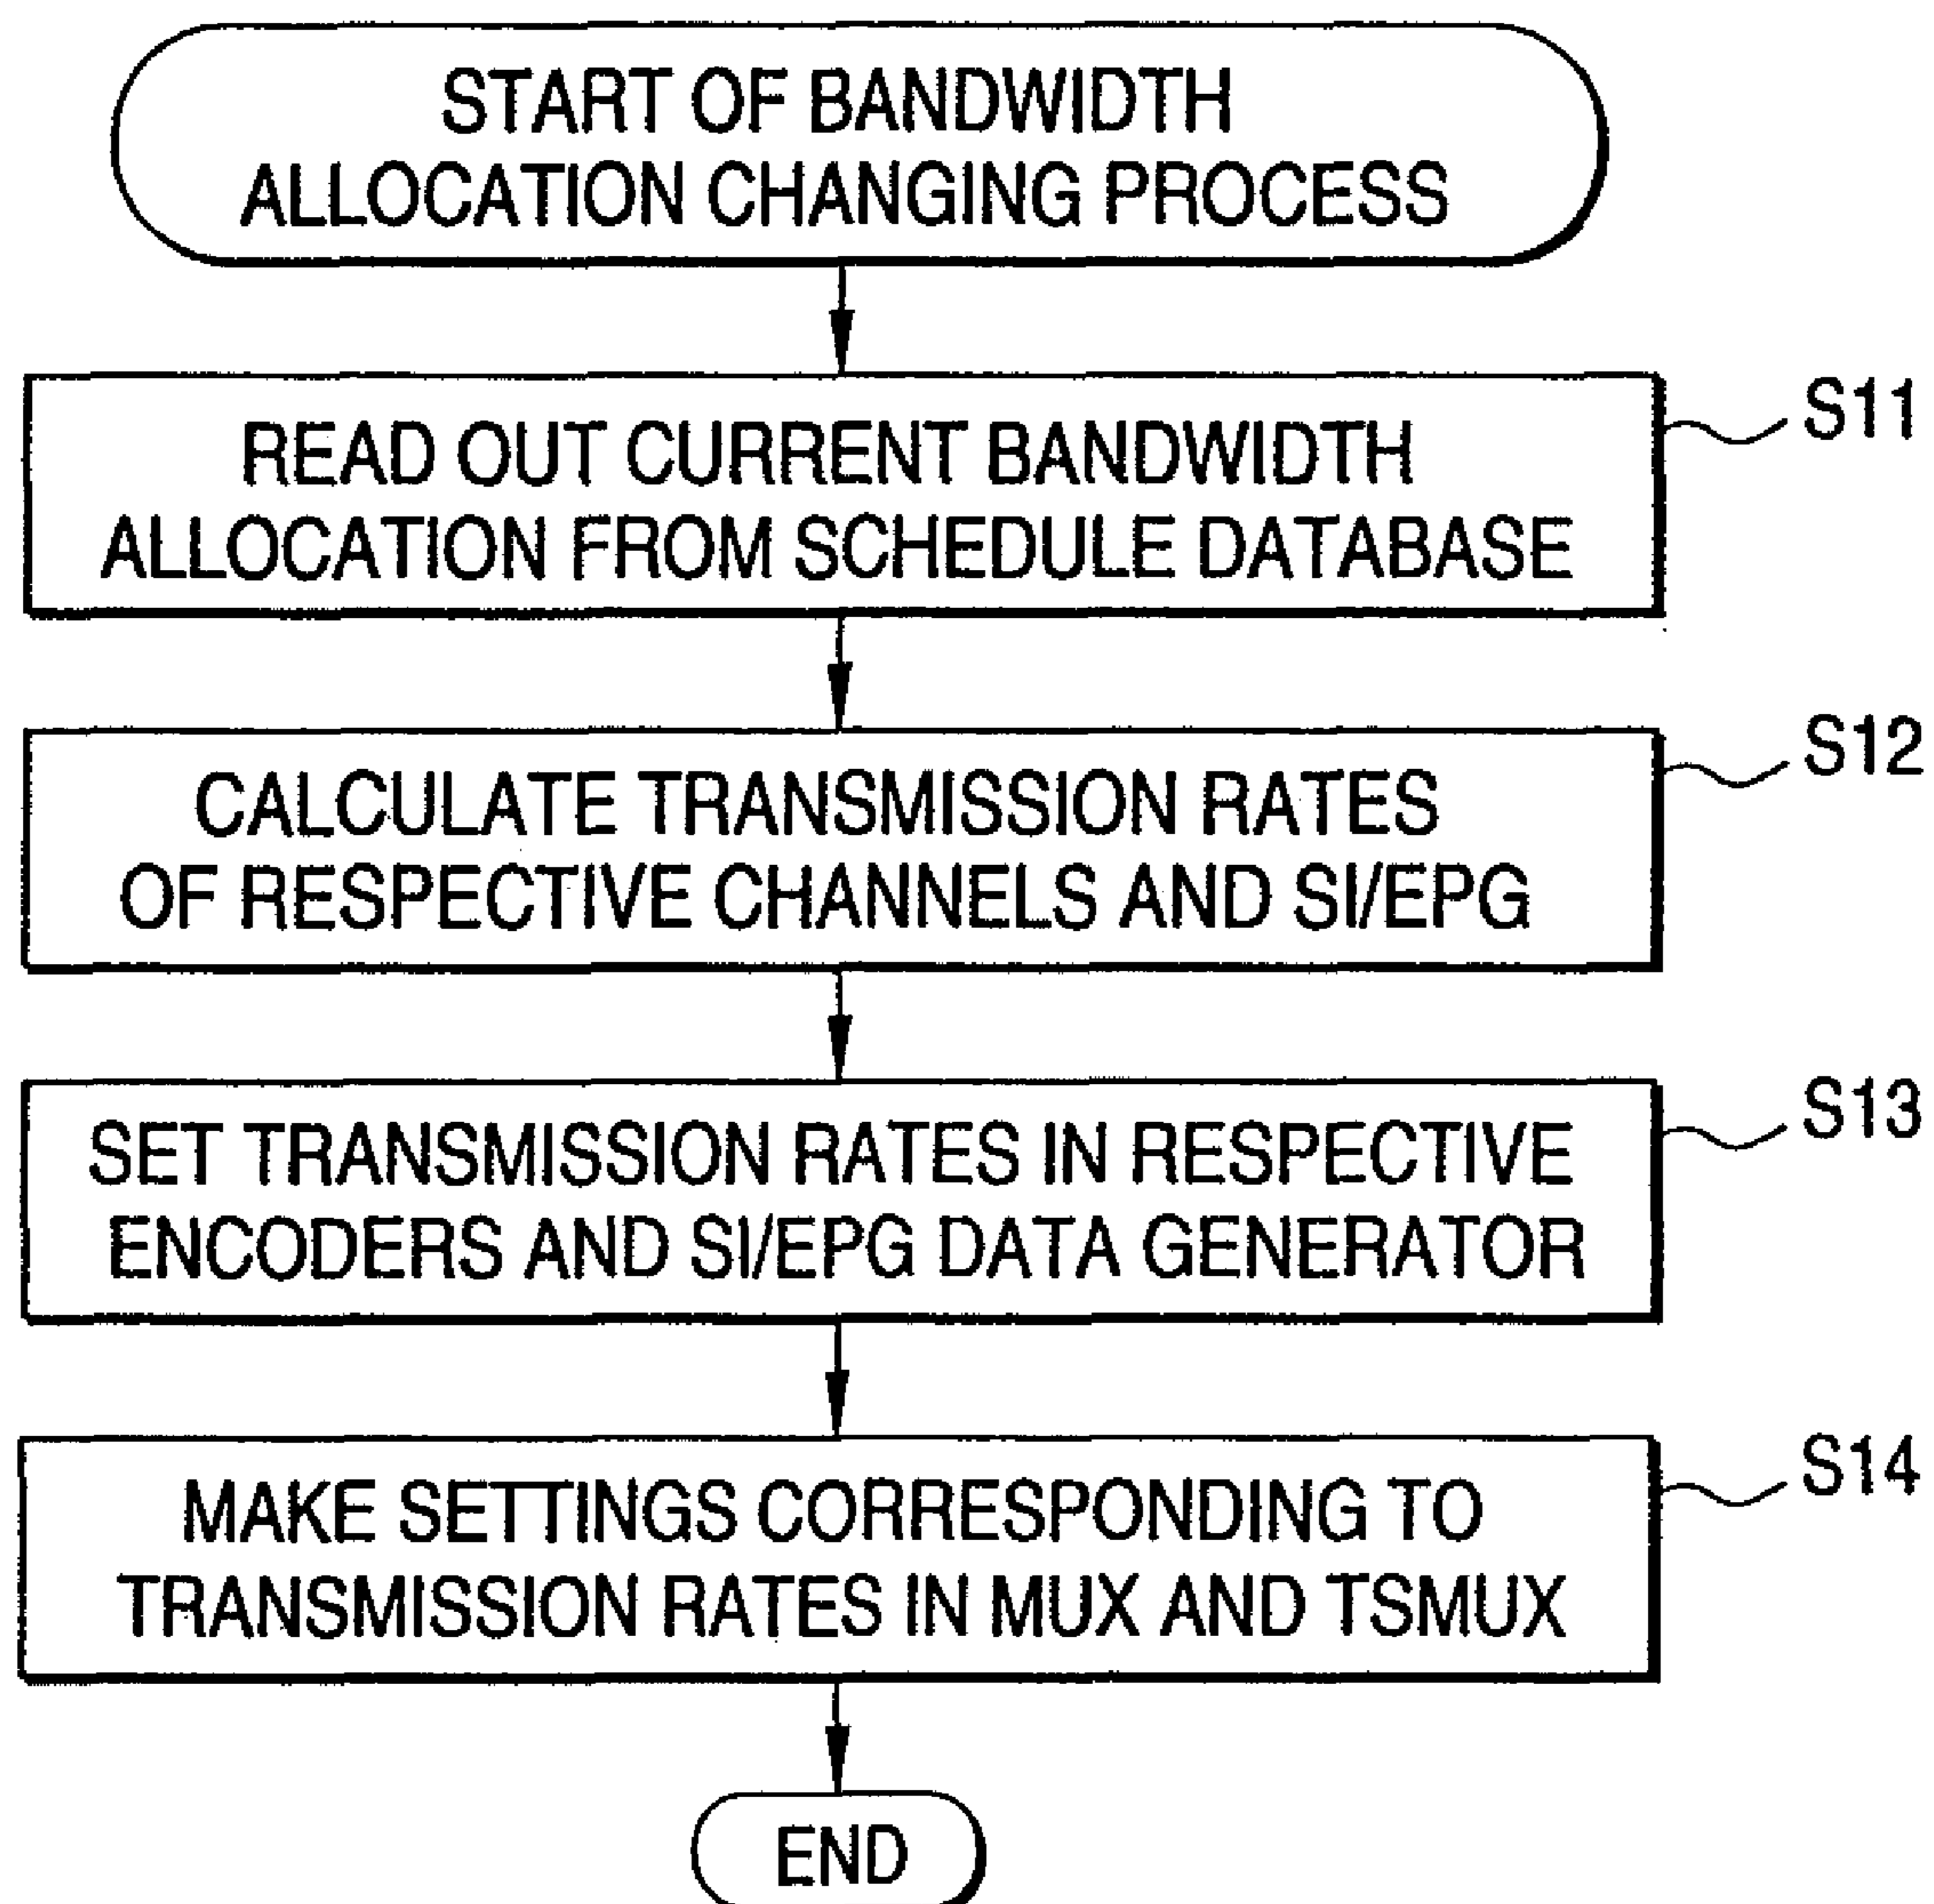 START OF BANDWIDTH
ALLOCATION CHANGING PROCESS
READ OUT CURRENT BANDWIDTH
ALLOCATION FROM SCHEDULE DATABASE
S11
CALCULATE TRANSMISSION RATES
OF RESPECTIVE CHANNELS AND SI/EPG
S12
SET TRANSMISSION RATES IN RESPECTIVE
ENCODERS AND SI/EPG DATA GENERATOR
S13
MAKE SETTINGS CORRESPONDING TO
TRANSMISSION RATES IN MUX AND TSMUX
S14
END